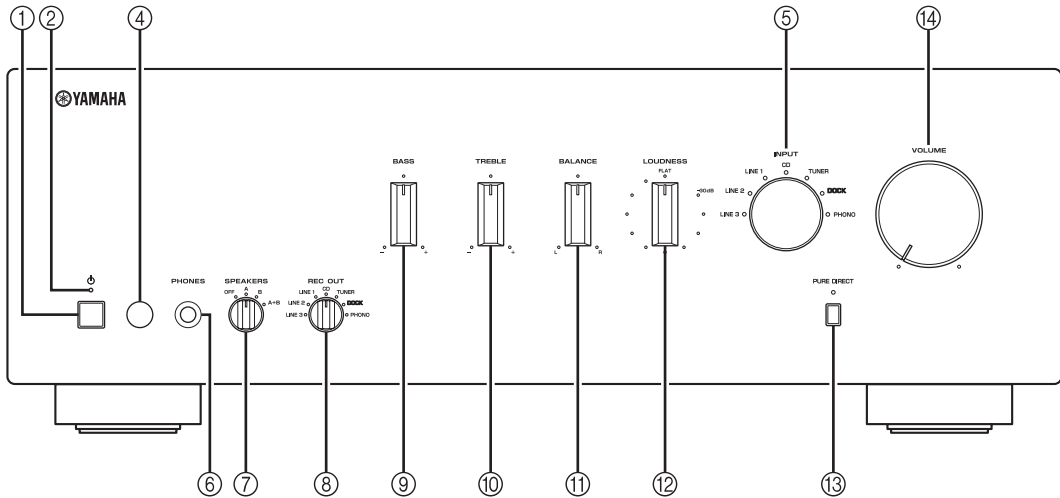 ① ② ④ ⑤ ⑭
YAMAHA
BASS TREBLE BALANCE LOUDNESS INPUT VOLUME
FLAT
CD
LINE 1 TUNER
LINE 2 DOCK
-30dB
LINE 3 PHONO
- + - + L R
PURE DIRECT
PHONES SPEAKERS REC OUT
OFF A B A+B
LINE 1 CD TUNER
LINE 2 DOCK
LINE 3 PHONO
⑥ ⑦ ⑧ ⑨ ⑩ ⑪ ⑫ ⑬